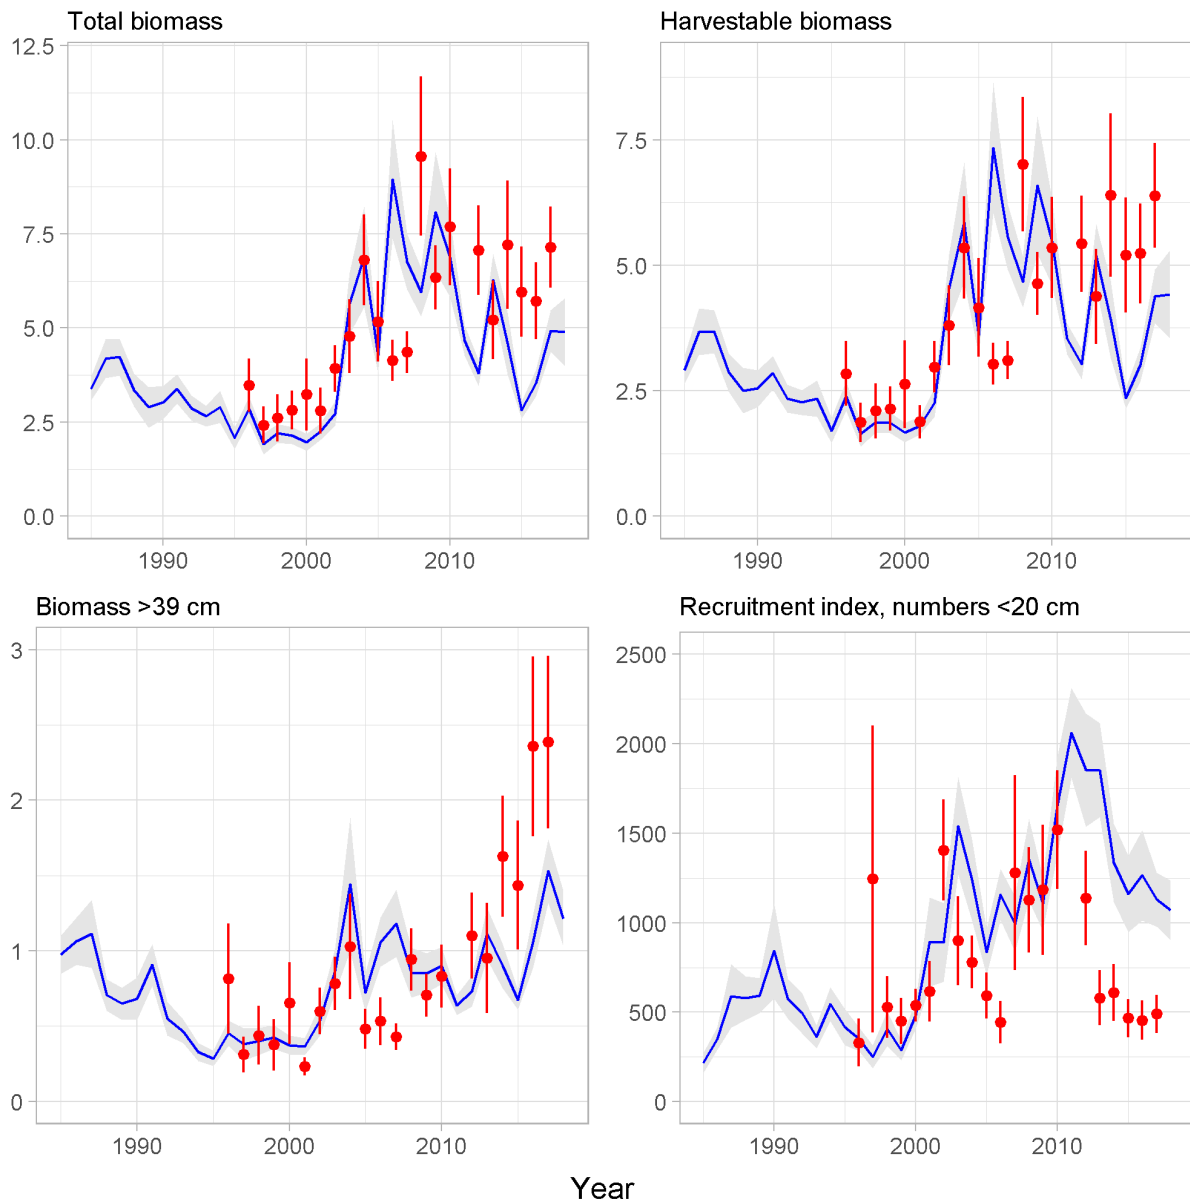 Total biomass
12.5
10.0
7.5
5.0
2.5
0.0
1990 2000 2010
Harvestable biomass
7.5
5.0
2.5
0.0
1990 2000 2010
Biomass >39 cm
3
2
1
0
1990 2000 2010
Recruitment index, numbers <20 cm
2500
2000
1500
1000
500
0
1990 2000 2010
Year